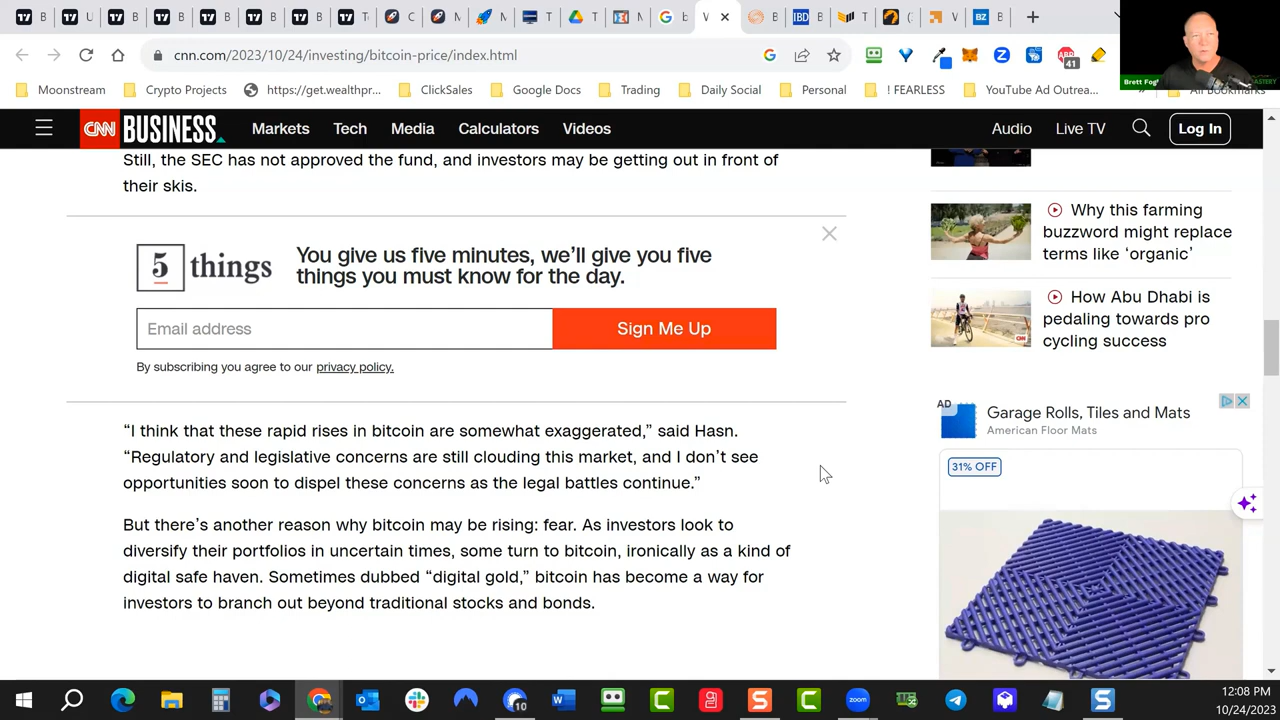 B
U
B
B
B
B
B
T
C
M
M
T
T
M
b
V
B
B
B
(
V
B
cnn.com/2023/10/24/investing/bitcoin-price/index.html
41
Brett Fog
Moonstream
Crypto Projects
https://get.wealthpr...
ClickSales
Google Docs
Trading
Daily Social
Personal
! FEARLESS
YouTube Ad Outrea...
All Bookmarks
CNN BUSINESS
Markets
Tech
Media
Calculators
Videos
Audio
Live TV
Log In
Still, the SEC has not approved the fund, and investors may be getting out in front of
their skis.
5 things
You give us five minutes, we’ll give you five
things you must know for the day.
Email address
Sign Me Up
By subscribing you agree to our privacy policy.
“I think that these rapid rises in bitcoin are somewhat exaggerated,” said Hasn.
“Regulatory and legislative concerns are still clouding this market, and I don’t see
opportunities soon to dispel these concerns as the legal battles continue.”
But there’s another reason why bitcoin may be rising: fear. As investors look to
diversify their portfolios in uncertain times, some turn to bitcoin, ironically as a kind of
digital safe haven. Sometimes dubbed “digital gold,” bitcoin has become a way for
investors to branch out beyond traditional stocks and bonds.
Why this farming
buzzword might replace
terms like ‘organic’
How Abu Dhabi is
pedaling towards pro
cycling success
AD
Garage Rolls, Tiles and Mats
American Floor Mats
31% OFF
10
zoom
12:08 PM
10/24/2023